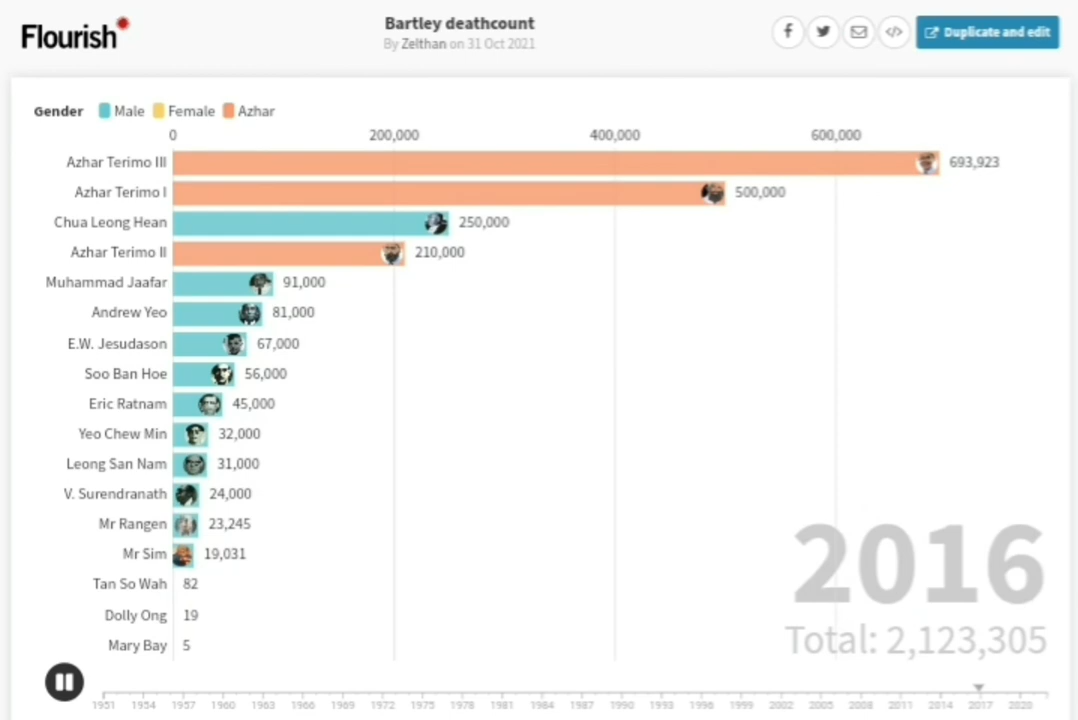 Flourish
Bartley deathcount
By Zelthan on 31 Oct 2021
Duplicate and edit
Gender Male Female Azhar
0 200,000 400,000 600,000
Azhar Terimo III 693,923
Azhar Terimo I 500,000
Chua Leong Hean 250,000
Azhar Terimo II 210,000
Muhammad Jaafar 91,000
Andrew Yeo 81,000
E.W. Jesudason 67,000
Soo Ban Hoe 56,000
Eric Ratnam 45,000
Yeo Chew Min 32,000
Leong San Nam 31,000
V. Surendranath 24,000
Mr Rangen 23,245
Mr Sim 19,031
Tan So Wah 82
Dolly Ong 19
Mary Bay 5
2016
Total: 2,123,305
1951 1954 1957 1960 1963 1966 1969 1972 1975 1978 1981 1984 1987 1990 1993 1996 1999 2002 2005 2008 2011 2014 2017 2020